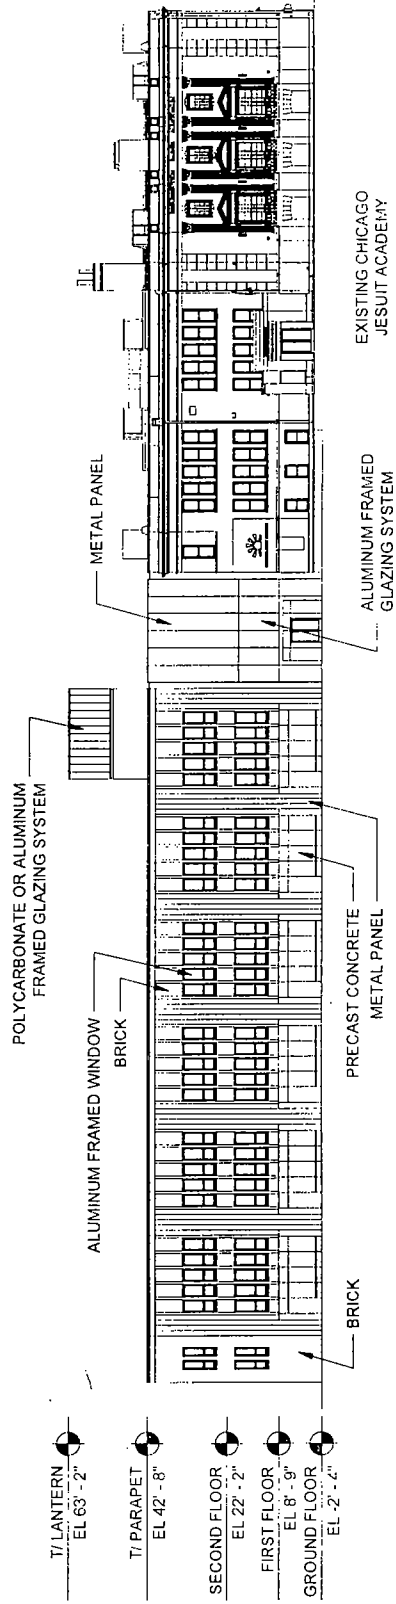 T/ LANTERN
EL 63' - 2"
T/ PARAPET
EL 42' - 8"
SECOND FLOOR
EL 22' - 2"
FIRST FLOOR
EL 8' - 9"
GROUND FLOOR
EL -2' - 4"
POLYCARBONATE OR ALUMINUM
FRAMED GLAZING SYSTEM
ALUMINUM FRAMED WINDOW
BRICK
METAL PANEL
BRICK
PRECAST CONCRETE
METAL PANEL
ALUMINUM FRAMED
GLAZING SYSTEM
EXISTING CHICAGO
JESUIT ACADEMY